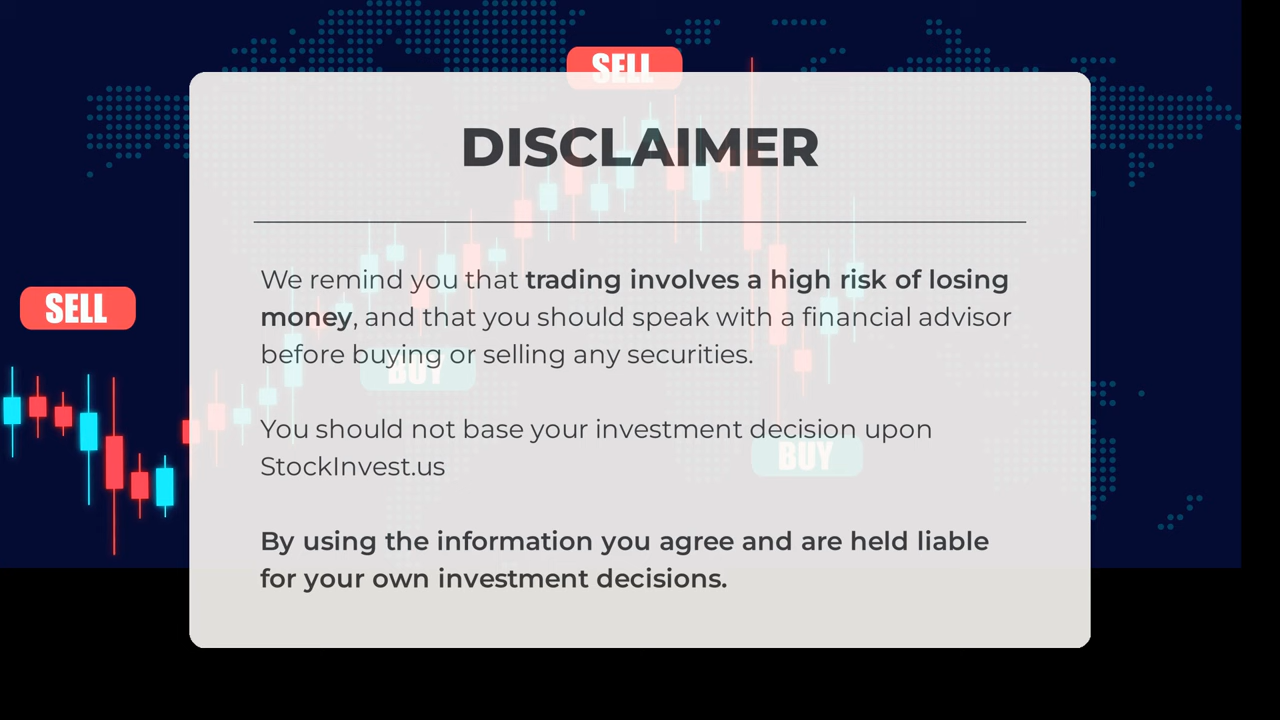 SELL
DISCLAIMER
We remind you that trading involves a high risk of losing
money, and that you should speak with a financial advisor
before buying or selling any securities.
SELL
BUY
You should not base your investment decision upon
StockInvest.us
BUY
By using the information you agree and are held liable
for your own investment decisions.